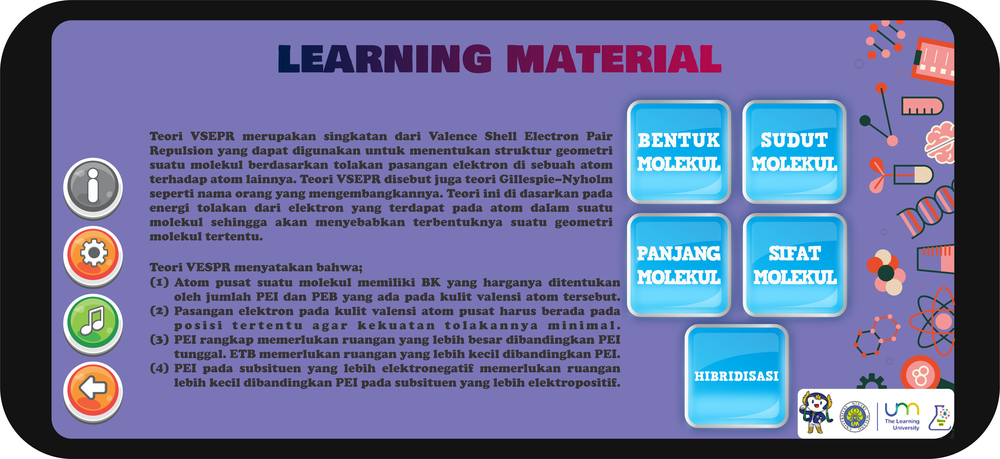 LEARNING MATERIAL
Teori VSEPR merupakan singkatan dari Valence Shell Electron Pair
Repulsion yang dapat digunakan untuk menentukan struktur geometri
suatu molekul berdasarkan tolakan pasangan elektron di sebuah atom
terhadap atom lainnya. Teori VSEPR disebut juga teori Gillespie–Nyholm
seperti nama orang yang mengembangkannya. Teori ini di dasarkan pada
energi tolakan dari elektron yang terdapat pada atom dalam suatu
molekul sehingga akan menyebabkan terbentuknya suatu geometri
molekul tertentu.
Teori VESPR menyatakan bahwa;
(1) Atom pusat suatu molekul memiliki BK yang harganya ditentukan
oleh jumlah PEI dan PEB yang ada pada kulit valensi atom tersebut.
(2) Pasangan elektron pada kulit valensi atom pusat harus berada pada
posisi tertentu agar kekuatan tolakannya minimal.
(3) PEI rangkap memerlukan ruangan yang lebih besar dibandingkan PEI
tunggal. ETB memerlukan ruangan yang lebih kecil dibandingkan PEI.
(4) PEI pada subsituen yang lebih elektronegatif memerlukan ruangan
lebih kecil dibandingkan PEI pada subsituen yang lebih elektropositif.
BENTUK
MOLEKUL
SUDUT
MOLEKUL
PANJANG
MOLEKUL
SIFAT
MOLEKUL
HIBRIDISASI
UNIVERSITAS NEGERI MALANG
UM
um
The Learning
University
Kimia
UM